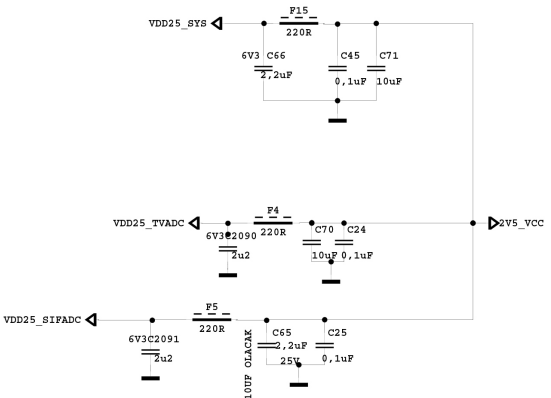 F15
VDD25_SYS
220R
6V3 C66
C45
C71
2,2uF
0,1uF
10uF
F4
VDD25_TVADC
2V5_VCC
220R
6V3C2090
C70
C24
2u2
10uF
0,1uF
F5
VDD25_SIFADC
220R
6V3C2091
C65
C25
2u2
2,2uF
25V
0,1uF
10UF OLACAK